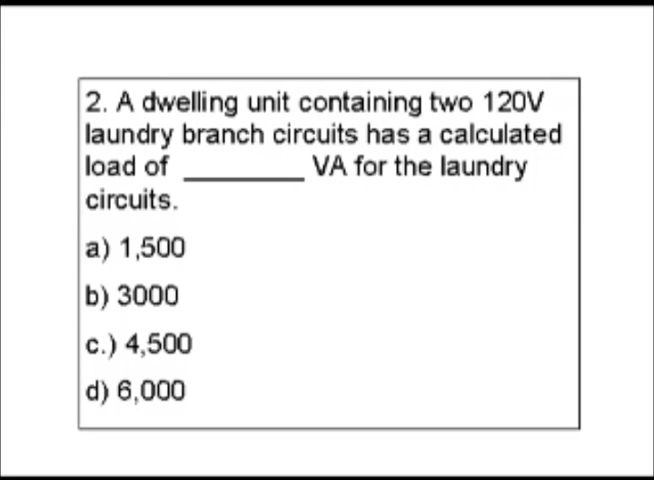 2. A dwelling unit containing two 120V
laundry branch circuits has a calculated
load of _________ VA for the laundry
circuits.
a) 1,500
b) 3000
c.) 4,500
d) 6,000